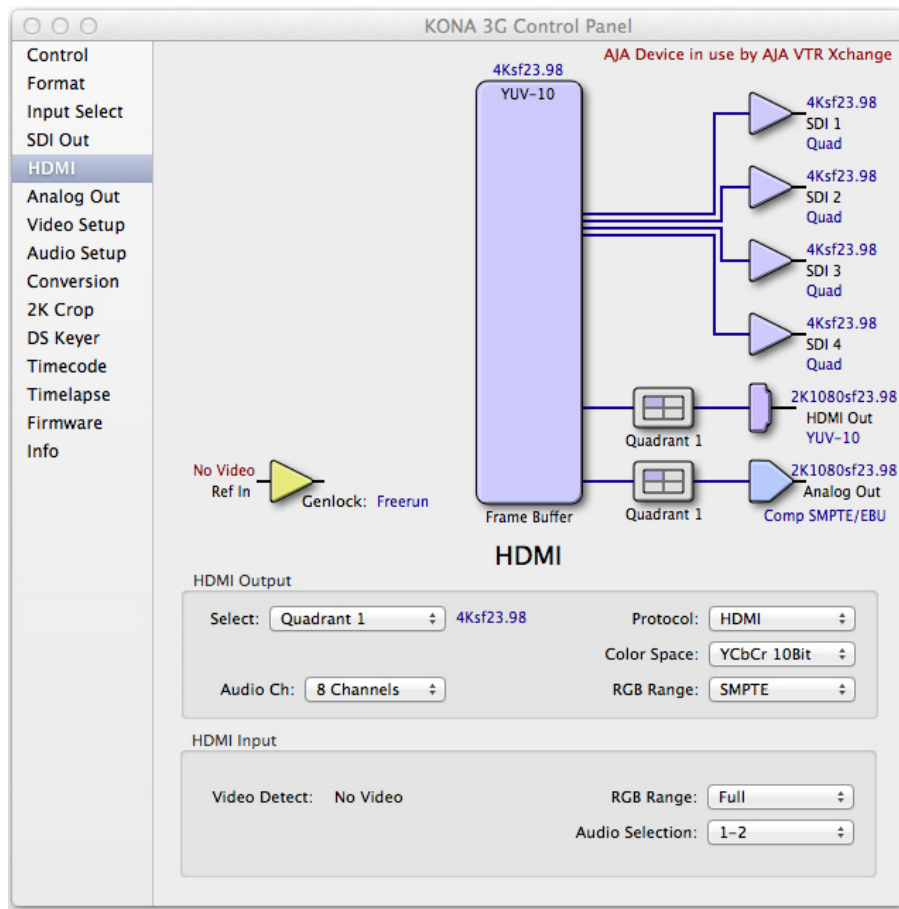 KONA 3G Control Panel
Control
Format
Input Select
SDI Out
HDMI
Analog Out
Video Setup
Audio Setup
Conversion
2K Crop
DS Keyer
Timecode
Timelapse
Firmware
Info
AJA Device in use by AJA VTR Xchange
4Ksf23.98
YUV-10
4Ksf23.98
SDI 1
Quad
4Ksf23.98
SDI 2
Quad
4Ksf23.98
SDI 3
Quad
4Ksf23.98
SDI 4
Quad
2K1080sf23.98
HDMI Out
YUV-10
Quadrant 1
2K1080sf23.98
Analog Out
Comp SMPTE/EBU
Quadrant 1
Frame Buffer
No Video
Ref In
Genlock: Freerun
HDMI
HDMI Output
Select: Quadrant 1 4Ksf23.98 Protocol: HDMI
Color Space: YCbCr 10Bit
Audio Ch: 8 Channels RGB Range: SMPTE
HDMI Input
Video Detect: No Video RGB Range: Full
Audio Selection: 1-2